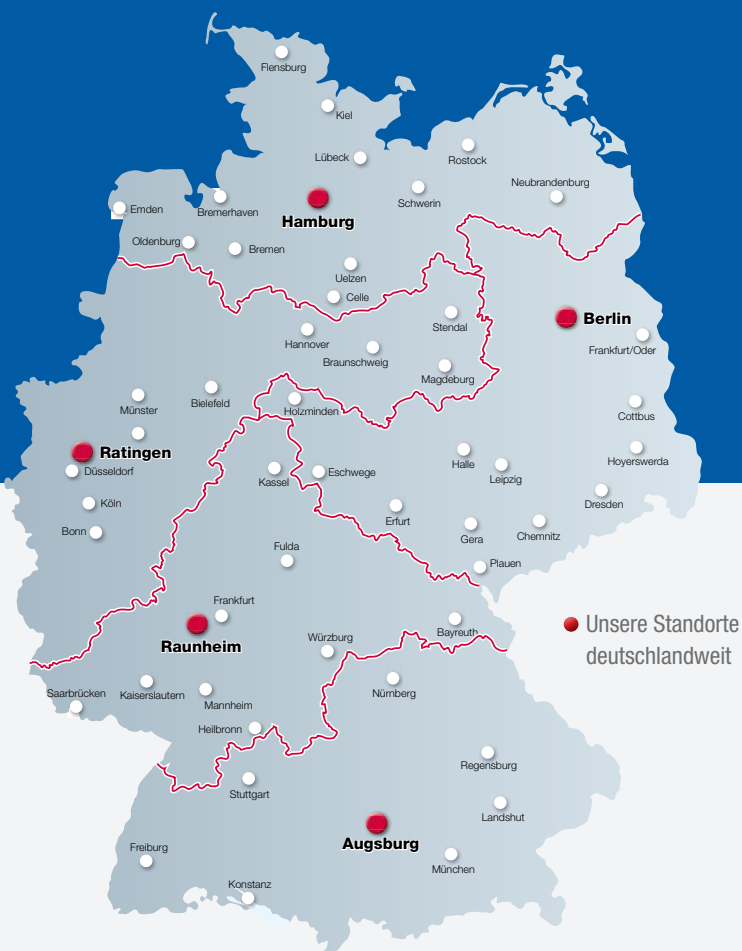 Flensburg
Kiel
Lübeck
Rostock
Neubrandenburg
Schwerin
Emden
Bremerhaven
Hamburg
Oldenburg
Bremen
Uelzen
Celle
Stendal
Berlin
Hannover
Braunschweig
Frankfurt/Oder
Magdeburg
Münster
Bielefeld
Holzminden
Cottbus
Ratingen
Düsseldorf
Kassel
Eschwege
Halle
Leipzig
Hoyerswerda
Köln
Erfurt
Dresden
Bonn
Gera
Chemnitz
Fulda
Plauen
Frankfurt
Raunheim
Würzburg
Bayreuth
Unsere Standorte
deutschlandweit
Saarbrücken
Kaiserslautern
Mannheim
Nürnberg
Heilbronn
Regensburg
Stuttgart
Landshut
Augsburg
Freiburg
München
Konstanz